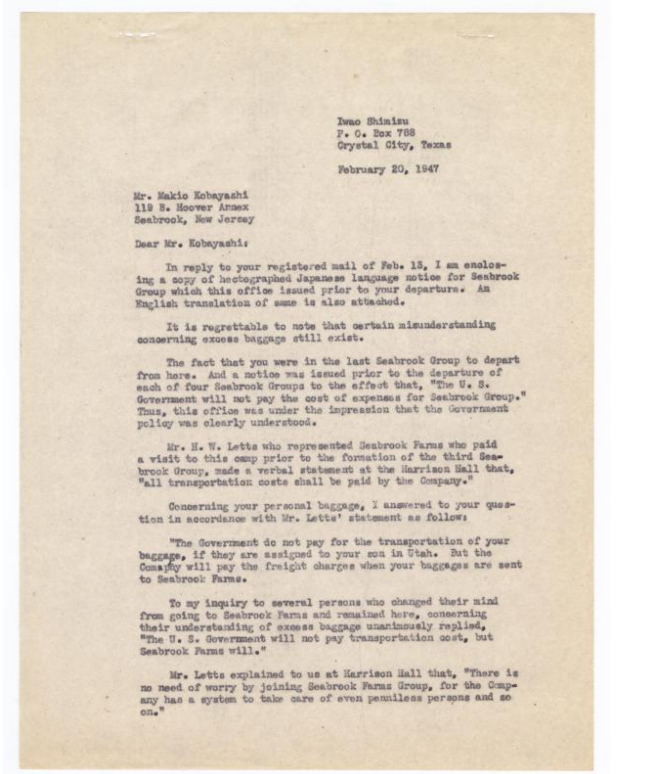 Iwao Shimizu
P. O. Box 788
Crystal City, Texas
February 20, 1947
Mr. Makio Kobayashi
119 B. Hoover Annex
Seabrook, New Jersey
Dear Mr. Kobayashi:
In reply to your registered mail of Feb. 13, I am enclos-
ing a copy of hectographed Japanese language notice for Seabrook
Group which this office issued prior to your departure. An
English translation of same is also attached.
It is regrettable to note that certain misunderstanding
concerning excess baggage still exist.
The fact that you were in the last Seabrook Group to depart
from here. And a notice was issued prior to the departure of
each of four Seabrook Groups to the effect that, "The U. S.
Government will not pay the cost of expenses for Seabrook Group."
Thus, this office was under the impression that the Government
policy was clearly understood.
Mr. H. W. Letts who represented Seabrook Farms who paid
a visit to this camp prior to the formation of the third Sea-
brook Group, made a verbal statement at the Harrison Hall that,
"all transportation costs shall be paid by the Company."
Concerning your personal baggage, I answered to your ques-
tion in accordance with Mr. Letts' statement as follow:
"The Government do not pay for the transportation of your
baggage, if they are assigned to your son in Utah. But the
Comapny will pay the freight charges when your baggages are sent
to Seabrook Farms.
To my inquiry to several persons who changed their mind
from going to Seabrook Farms and remained here, concerning
their understanding of excess baggage unanimously replied,
"The U. S. Government will not pay transportation cost, but
Seabrook Farms will."
Mr. Letts explained to us at Harrison Hall that, "There is
no need of worry by joining Seabrook Farms Group, for the Comp-
any has a system to take care of even penniless persons and so
on."